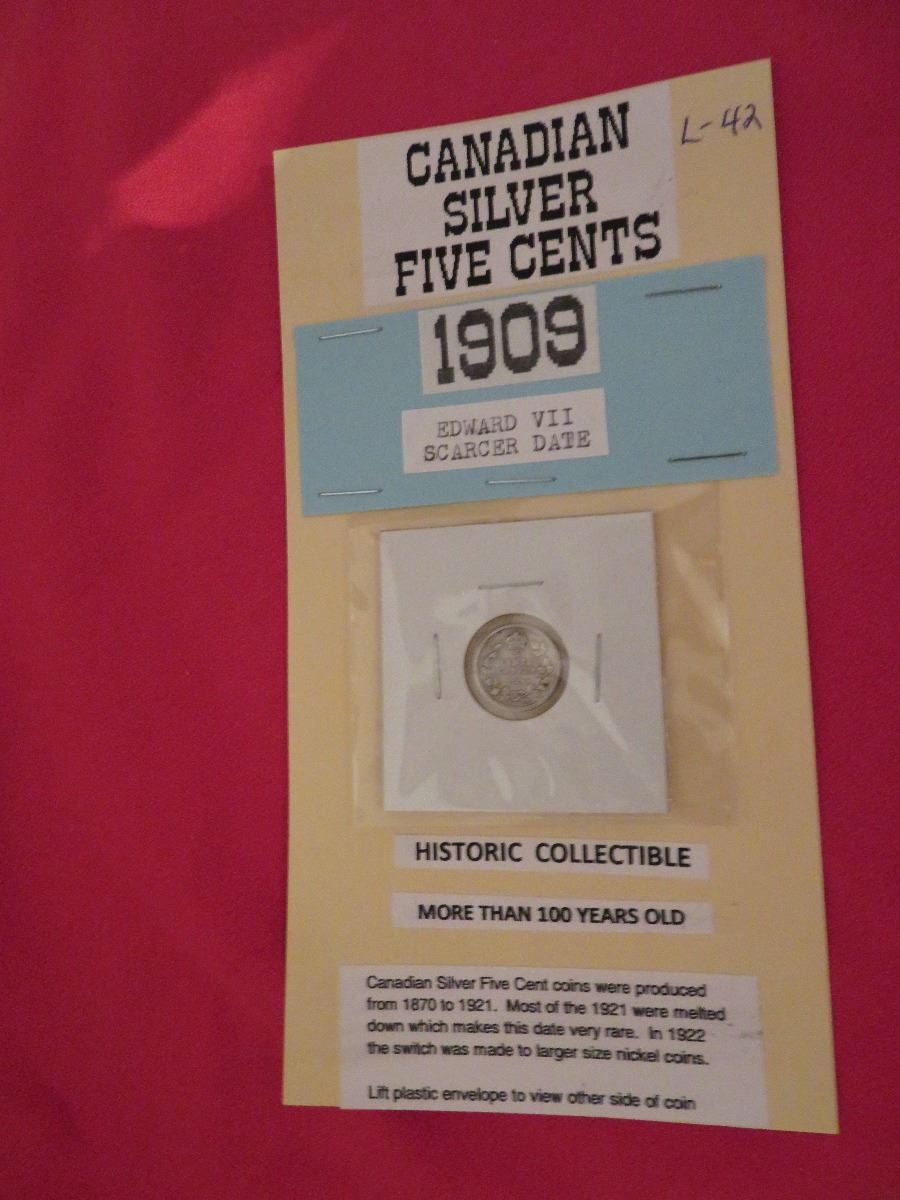 L-42
CANADIAN
SILVER
FIVE CENTS
1909
EDWARD VII
SCARCER DATE
HISTORIC COLLECTIBLE
MORE THAN 100 YEARS OLD
Canadian Silver Five Cent coins were produced
from 1870 to 1921. Most of the 1921 were melted
down which makes this date very rare. In 1922
the switch was made to larger size nickel coins.
Lift plastic envelope to view other side of coin